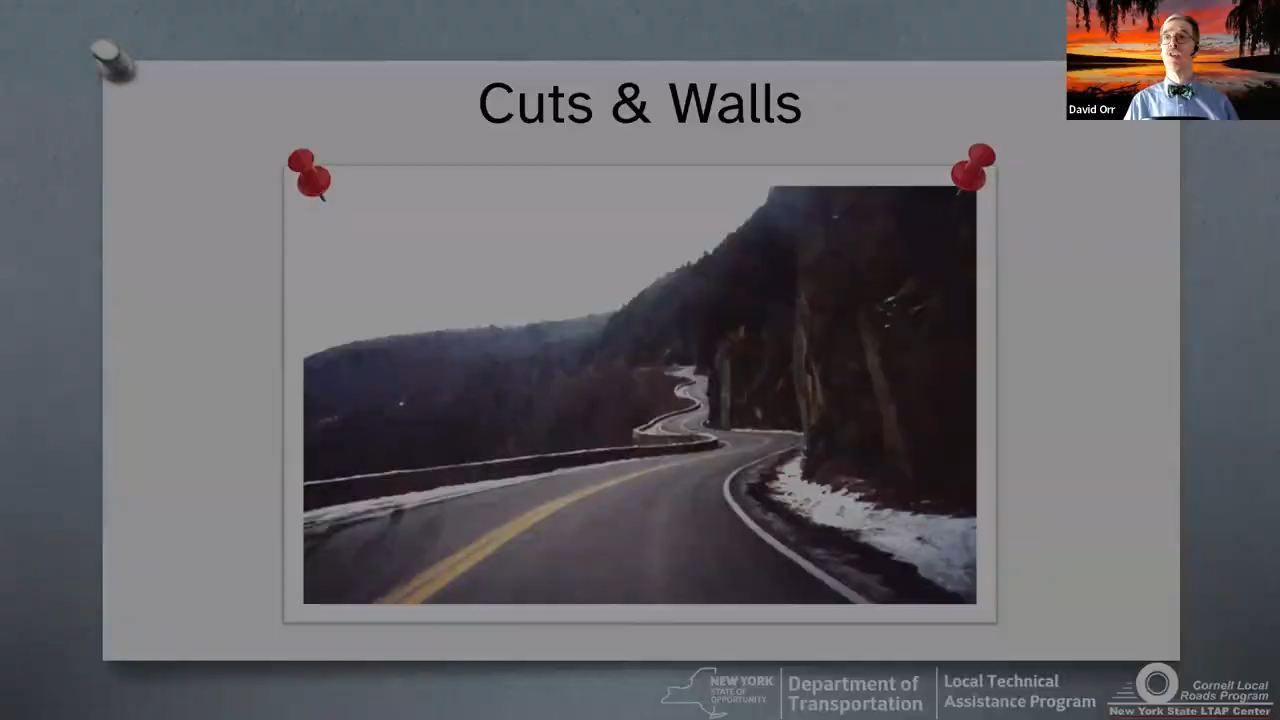 Cuts & Walls
David Orr
NEW YORK
STATE OF
OPPORTUNITY
Department of
Transportation
Local Technical
Assistance Program
Cornell Local
Roads Program
New York State LTAP Center